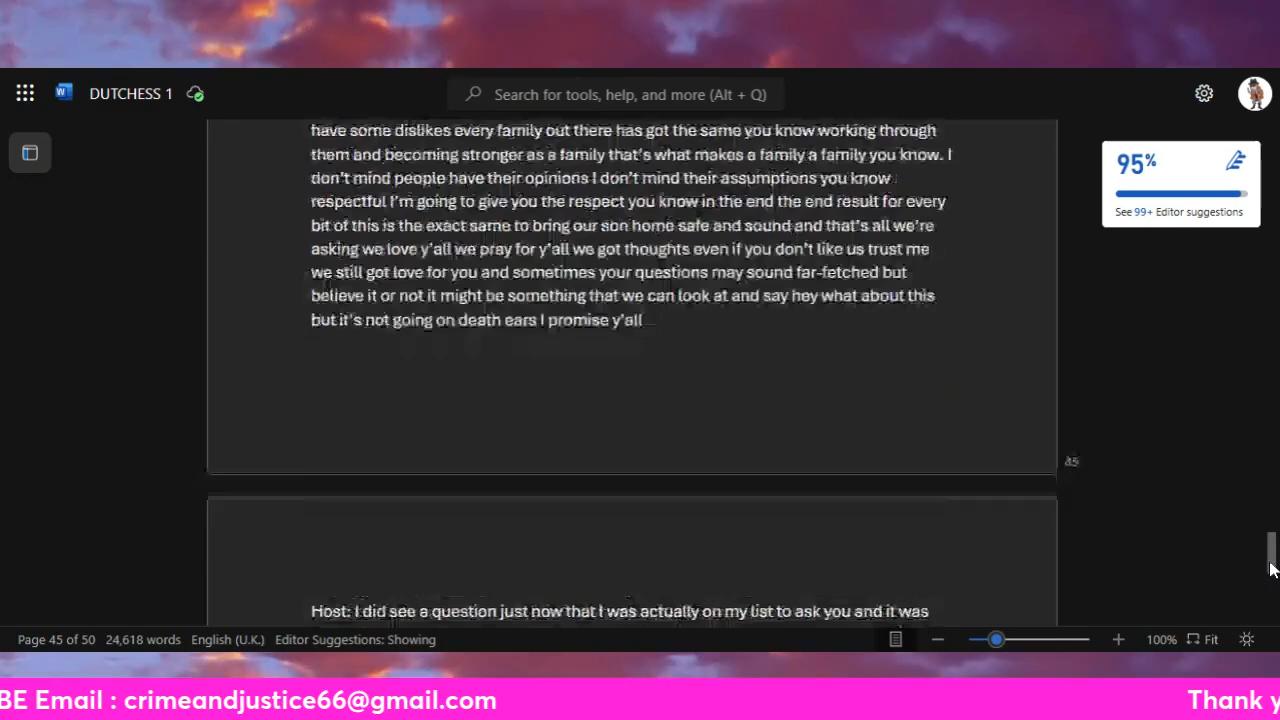 DUTCHESS 1
Search for tools, help, and more (Alt + Q)
have some dislikes every family out there has got the same you know working through
them and becoming stronger as a family that's what makes a family a family you know. I
don't mind people have their opinions I don't mind their assumptions you know
respectful I'm going to give you the respect you know in the end the end result for every
bit of this is the exact same to bring our son home safe and sound and that's all we're
asking we love y'all we pray for y'all we got thoughts even if you don't like us trust me
we still got love for you and sometimes your questions may sound far-fetched but
believe it or not it might be something that we can look at and say hey what about this
but it's not going on death ears I promise y'all
95%
See 99+ Editor suggestions
45
Host: I did see a question just now that I was actually on my list to ask you and it was
Page 45 of 50 24,618 words English (U.K.) Editor Suggestions: Showing
100% Fit
BE Email : crimeandjustice66@gmail.com
Thank y